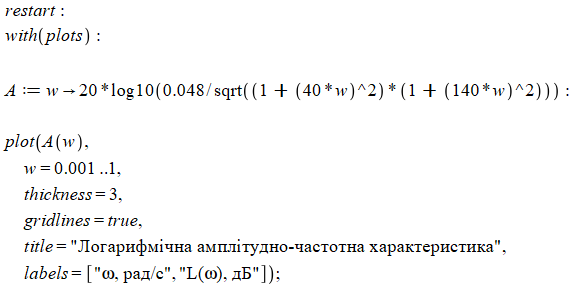 restart :
with(plots) :
A := w → 20*log10(0.048/sqrt((1 + (40*w)^2)*(1 + (140*w)^2))) :
plot(A(w),
w = 0.001 ..1,
thickness = 3,
gridlines = true,
title = "Логарифмічна амплітудно-частотна характеристика",
labels = ["ω, рад/с", "L(ω), дБ"]);